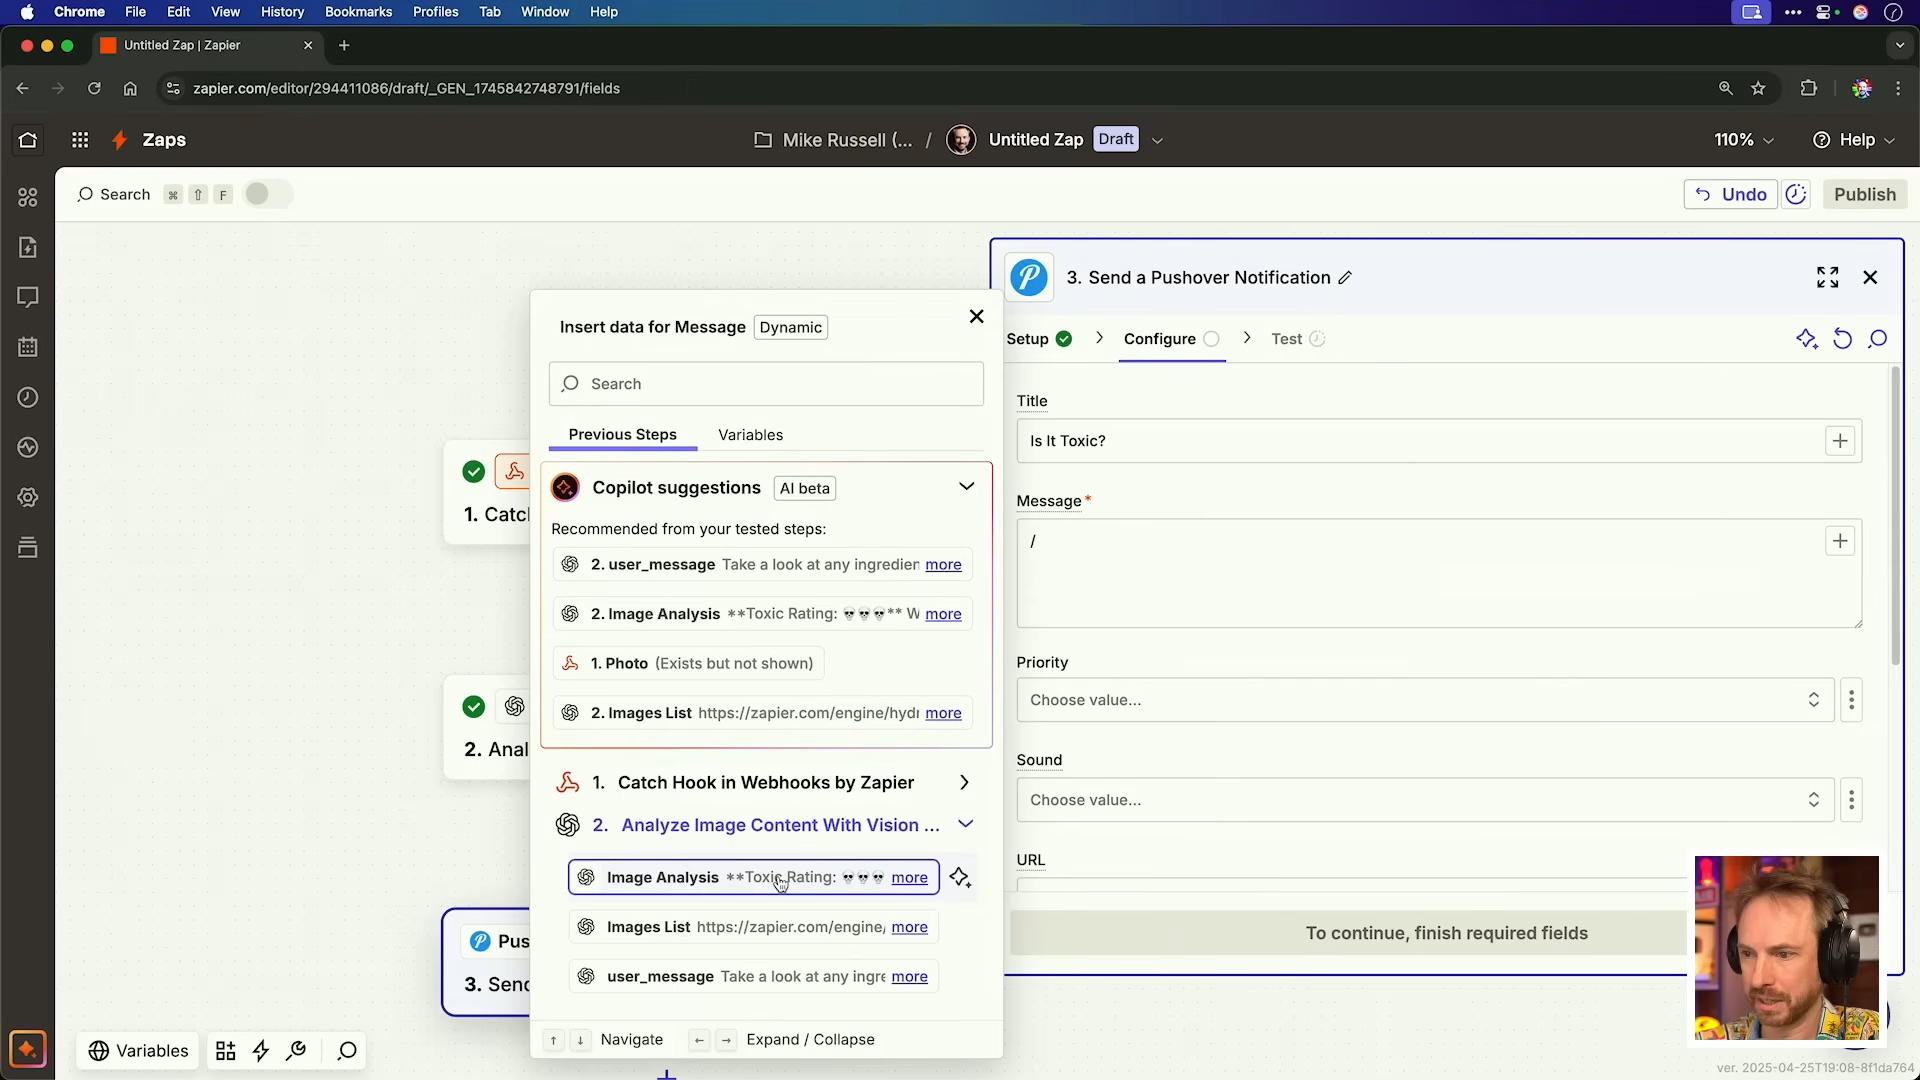 Chrome File Edit View History Bookmarks Profiles Tab Window Help
Untitled Zap | Zapier
zapier.com/editor/294411086/draft/_GEN_1745842748791/fields
Zaps
Mike Russell (... / Untitled Zap Draft
110% Help
Search ⌘ ⇧ F
Undo Publish
3. Send a Pushover Notification
Setup Configure Test
Insert data for Message Dynamic
Search
Previous Steps Variables
Copilot suggestions AI beta
Recommended from your tested steps:
2. user_message Take a look at any ingredien more
2. Image Analysis **Toxic Rating: 💀💀💀** W more
1. Photo (Exists but not shown)
2. Images List https://zapier.com/engine/hydr more
1. Catch Hook in Webhooks by Zapier
2. Analyze Image Content With Vision ...
Image Analysis **Toxic Rating: 💀💀💀 more
Images List https://zapier.com/engine/ more
user_message Take a look at any ingre more
↑ ↓ Navigate ← → Expand / Collapse
1. Catc
2. Anal
Pus
3. Senc
Title
Is It Toxic?
Message*
/
Priority
Choose value...
Sound
Choose value...
URL
To continue, finish required fields
Variables
ver. 2025-04-25T19:08-8f1da764